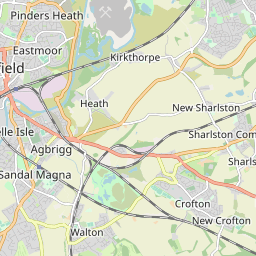 Pinders Heath
Eastmoor
Kirkthorpe
field
Heath
New Sharlston
elle Isle
Sharlston Com
Agbrigg
Sharls
Sandal Magna
Crofton
New Crofton
Walton